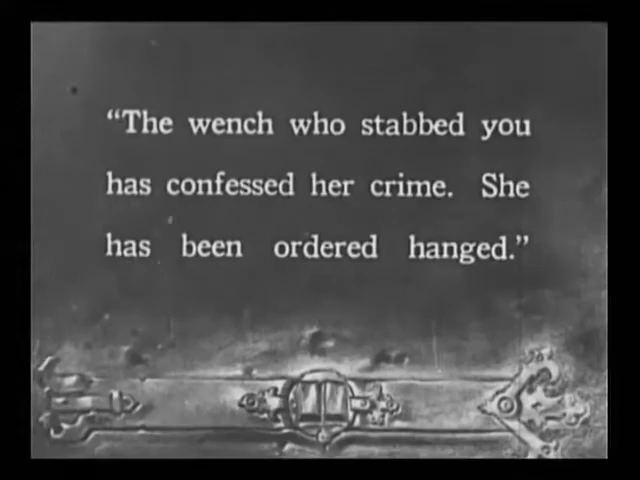 “The wench who stabbed you
has confessed her crime. She
has been ordered hanged.”